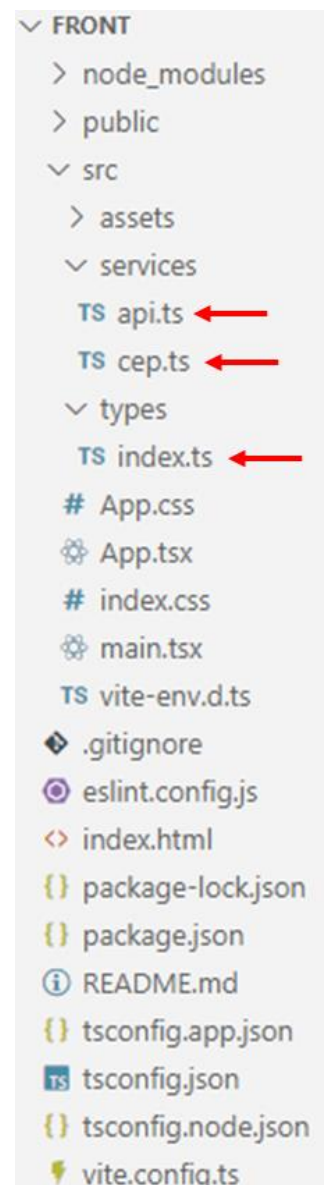 FRONT
node_modules
public
src
assets
services
TS api.ts
TS cep.ts
types
TS index.ts
# App.css
App.tsx
# index.css
main.tsx
TS vite-env.d.ts
.gitignore
eslint.config.js
<> index.html
{} package-lock.json
{} package.json
README.md
{} tsconfig.app.json
TS tsconfig.json
{} tsconfig.node.json
vite.config.ts